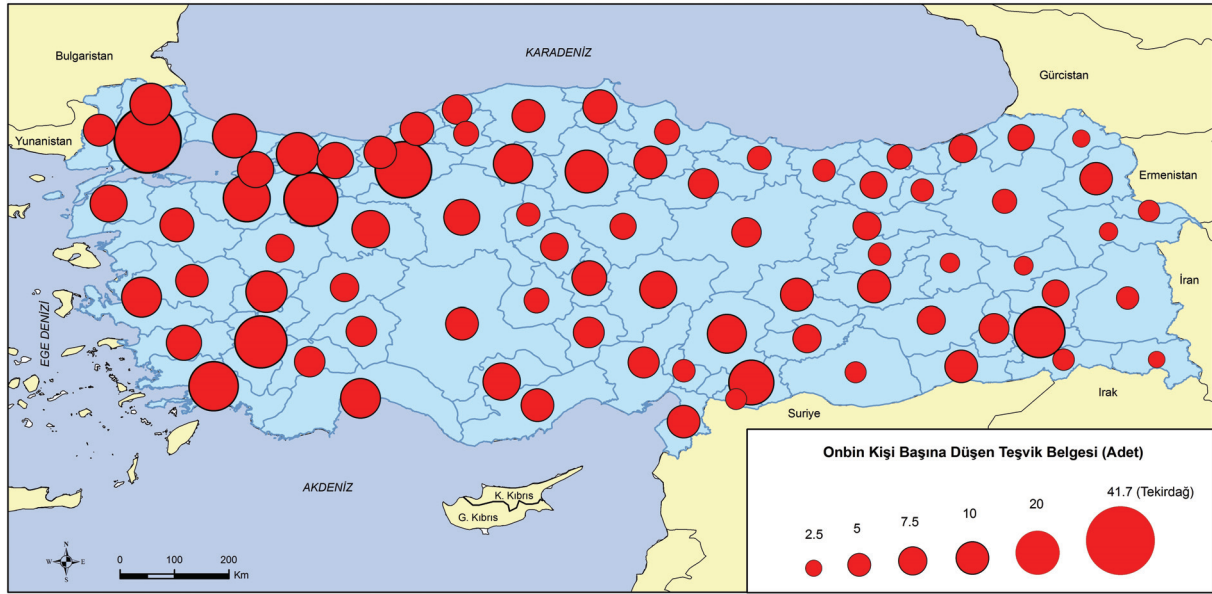 KARADENİZ
Bulgaristan
Gürcistan
Yunanistan
Ermenistan
İran
EGE DENİZİ
Irak
Suriye
AKDENİZ
K. Kıbrıs
G. Kıbrıs
N
W E
S
0 100 200
Km
Onbin Kişi Başına Düşen Teşvik Belgesi (Adet)
2.5 5 7.5 10 20 41.7 (Tekirdağ)